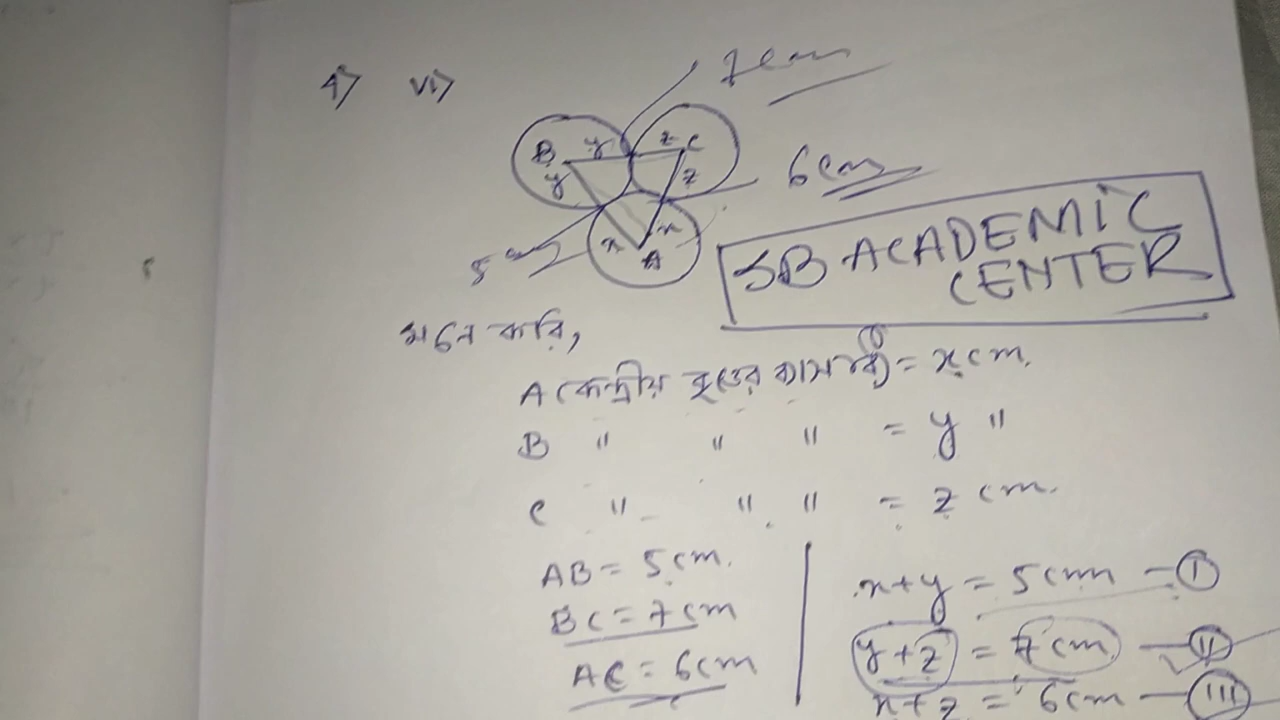 4) vi)
7cm
B y z C
y z
6cm
x x
A
5cm
SB ACADEMIC
CENTER
মনে করি,
A কেন্দ্রীয় বৃত্তের ব্যাসার্ধ = x cm.
B " " " = y "
C " " " = z cm.
AB = 5cm.
BC = 7cm
AC = 6cm
x+y = 5cm — I
y+z = 7cm — II
x+z = 6cm — III